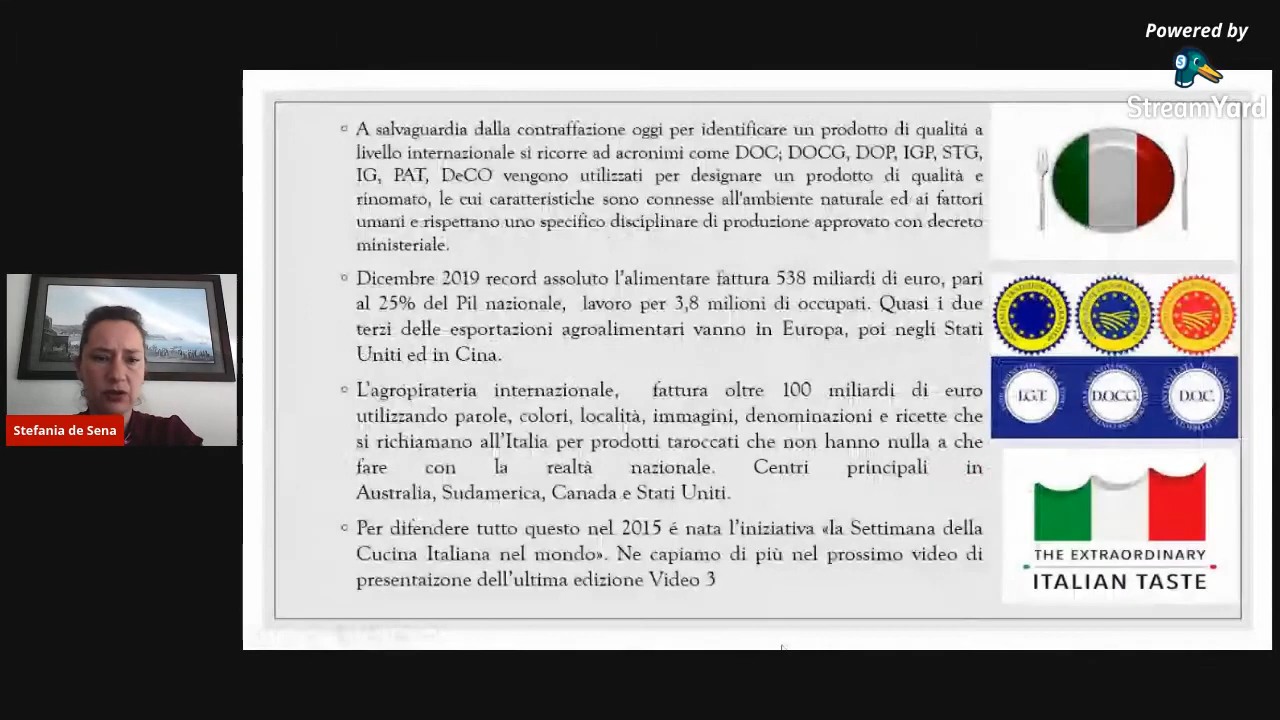 Powered by
StreamYard
Stefania de Sena
A salvaguardia dalla contraffazione oggi per identificare un prodotto di qualitá a
livello internazionale si ricorre ad acronimi come DOC; DOCG, DOP, IGP, STG,
IG, PAT, DeCO vengono utilizzati per designare un prodotto di qualità e
rinomato, le cui caratteristiche sono connesse all'ambiente naturale ed ai fattori
umani e rispettano uno specifico disciplinare di produzione approvato con decreto
ministeriale.
Dicembre 2019 record assoluto l'alimentare fattura 538 miliardi di euro, pari
al 25% del Pil nazionale, lavoro per 3,8 milioni di occupati. Quasi i due
terzi delle esportazioni agroalimentari vanno in Europa, poi negli Stati
Uniti ed in Cina.
L'agropirateria internazionale, fattura oltre 100 miliardi di euro
utilizzando parole, colori, località, immagini, denominazioni e ricette che
si richiamano all'Italia per prodotti taroccati che non hanno nulla a che
fare con la realtà nazionale. Centri principali in
Australia, Sudamerica, Canada e Stati Uniti.
Per difendere tutto questo nel 2015 é nata l'iniziativa «la Settimana della
Cucina Italiana nel mondo». Ne capiamo di più nel prossimo video di
presentaizone dell'ultima edizione Video 3
I.G.T. D.O.C.G. D.O.C.
THE EXTRAORDINARY
ITALIAN TASTE